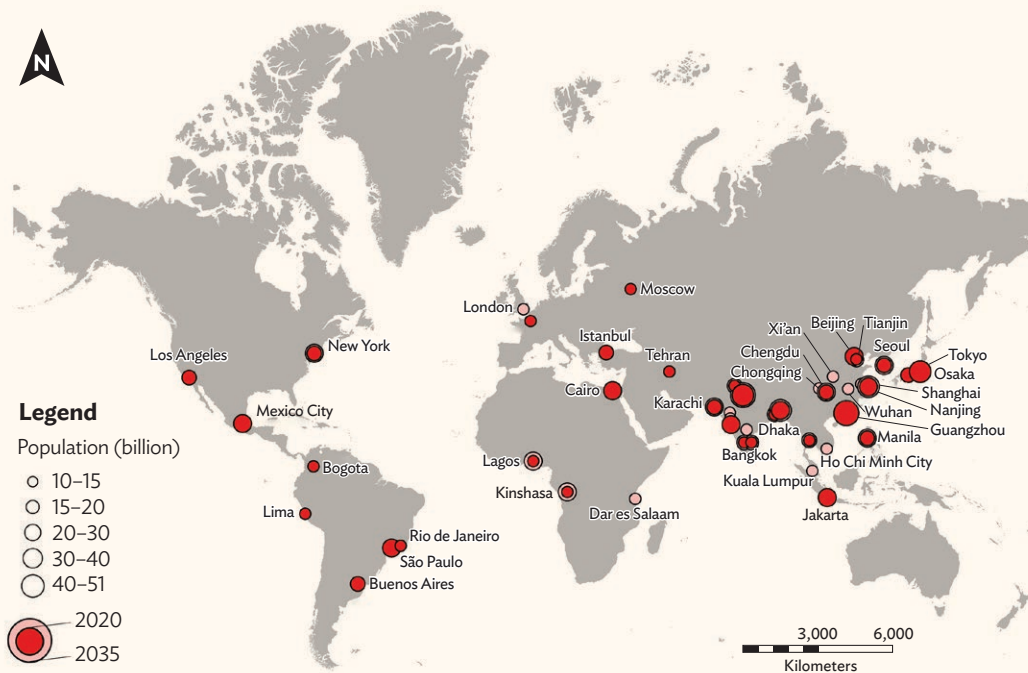 N
London
Moscow
Istanbul
Tehran
Cairo
Karachi
Xi'an
Beijing
Tianjin
Seoul
Chengdu
Chongqing
Tokyo
Osaka
Shanghai
Nanjing
Wuhan
Guangzhou
Dhaka
Manila
Bangkok
Ho Chi Minh City
Kuala Lumpur
Jakarta
Los Angeles
New York
Mexico City
Bogota
Lima
Rio de Janeiro
São Paulo
Buenos Aires
Lagos
Kinshasa
Dar es Salaam
Legend
Population (billion)
10–15
15–20
20–30
30–40
40–51
2020
2035
3,000 6,000
Kilometers